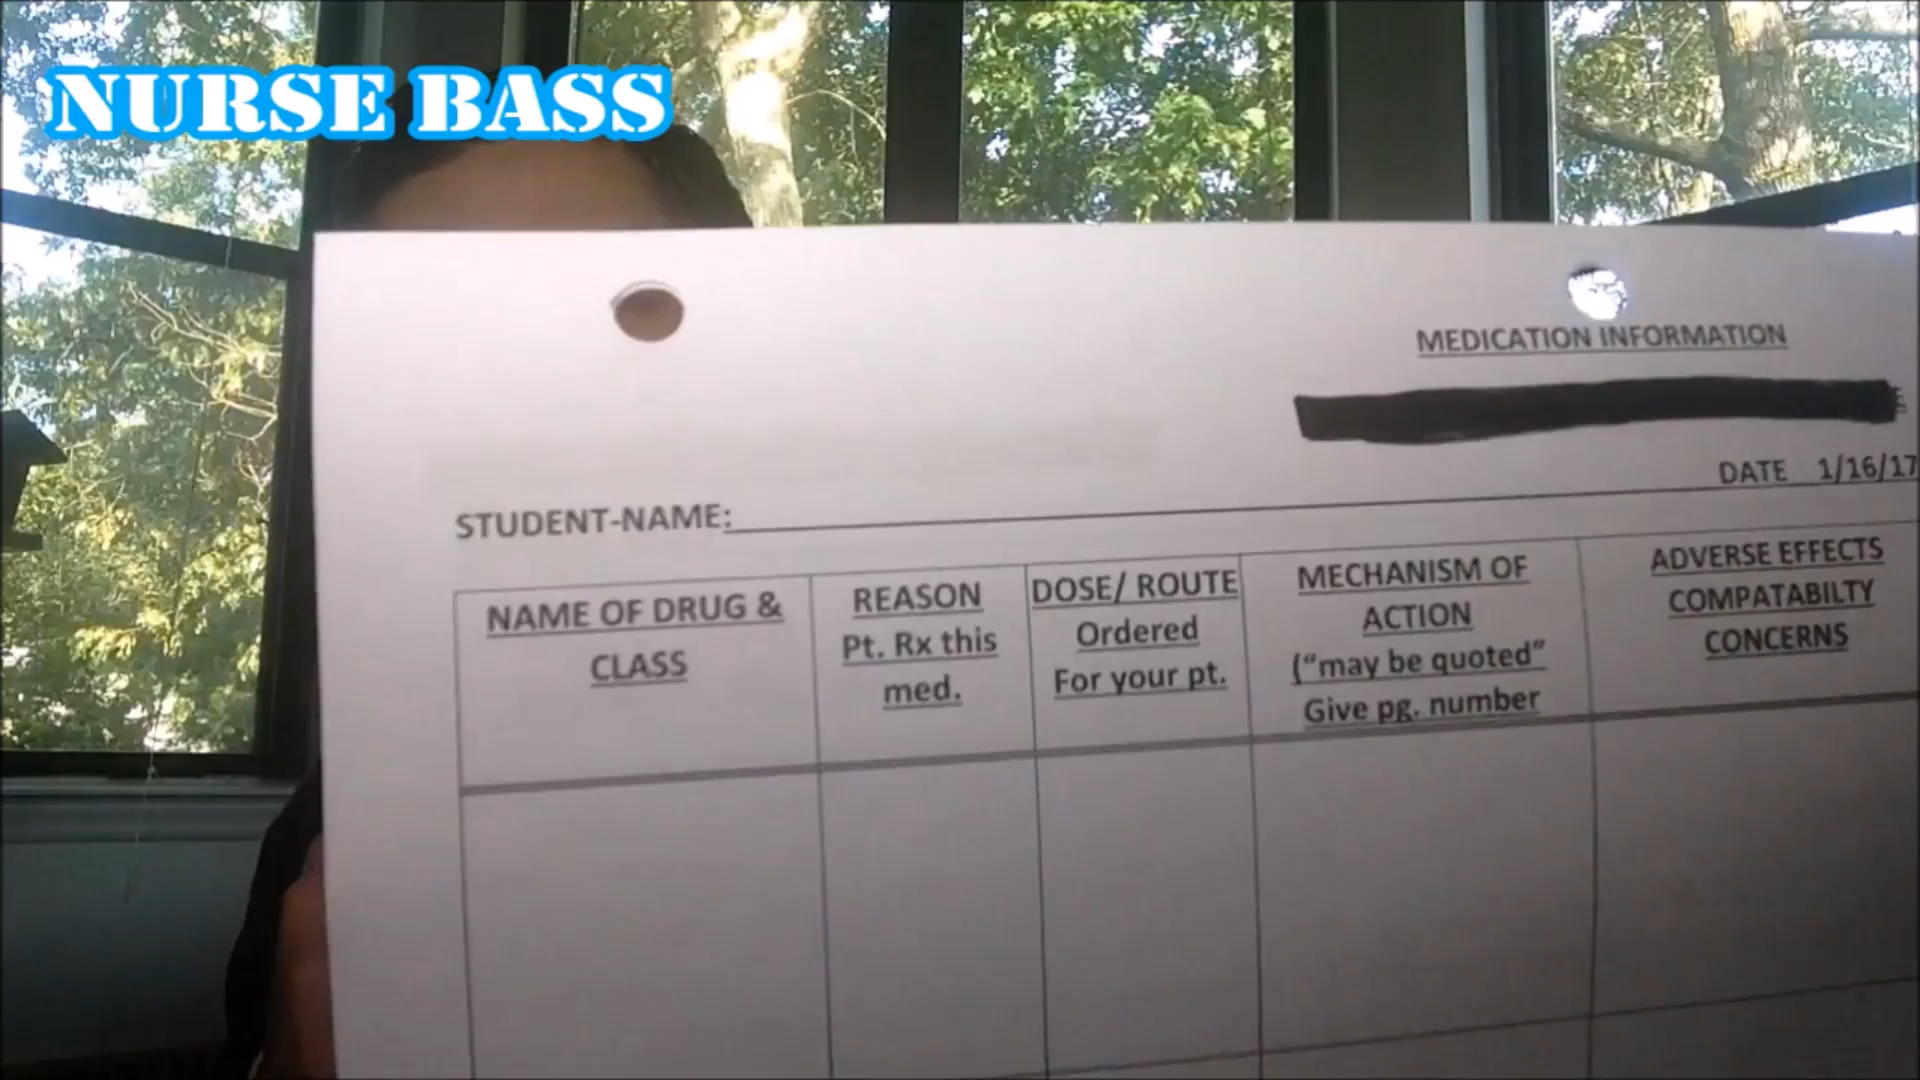 NURSE BASS
MEDICATION INFORMATION
DATE 1/16/17
STUDENT-NAME:
NAME OF DRUG &
CLASS
REASON
Pt. Rx this
med.
DOSE/ ROUTE
Ordered
For your pt.
MECHANISM OF
ACTION
("may be quoted"
Give pg. number
ADVERSE EFFECTS
COMPATABILTY
CONCERNS